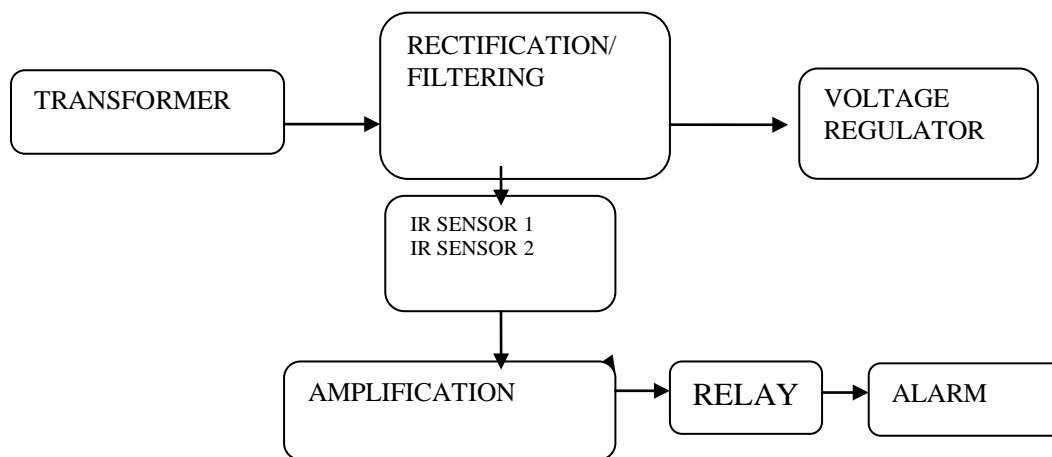 RECTIFICATION/
FILTERING
TRANSFORMER
VOLTAGE
REGULATOR
IR SENSOR 1
IR SENSOR 2
AMPLIFICATION
RELAY
ALARM